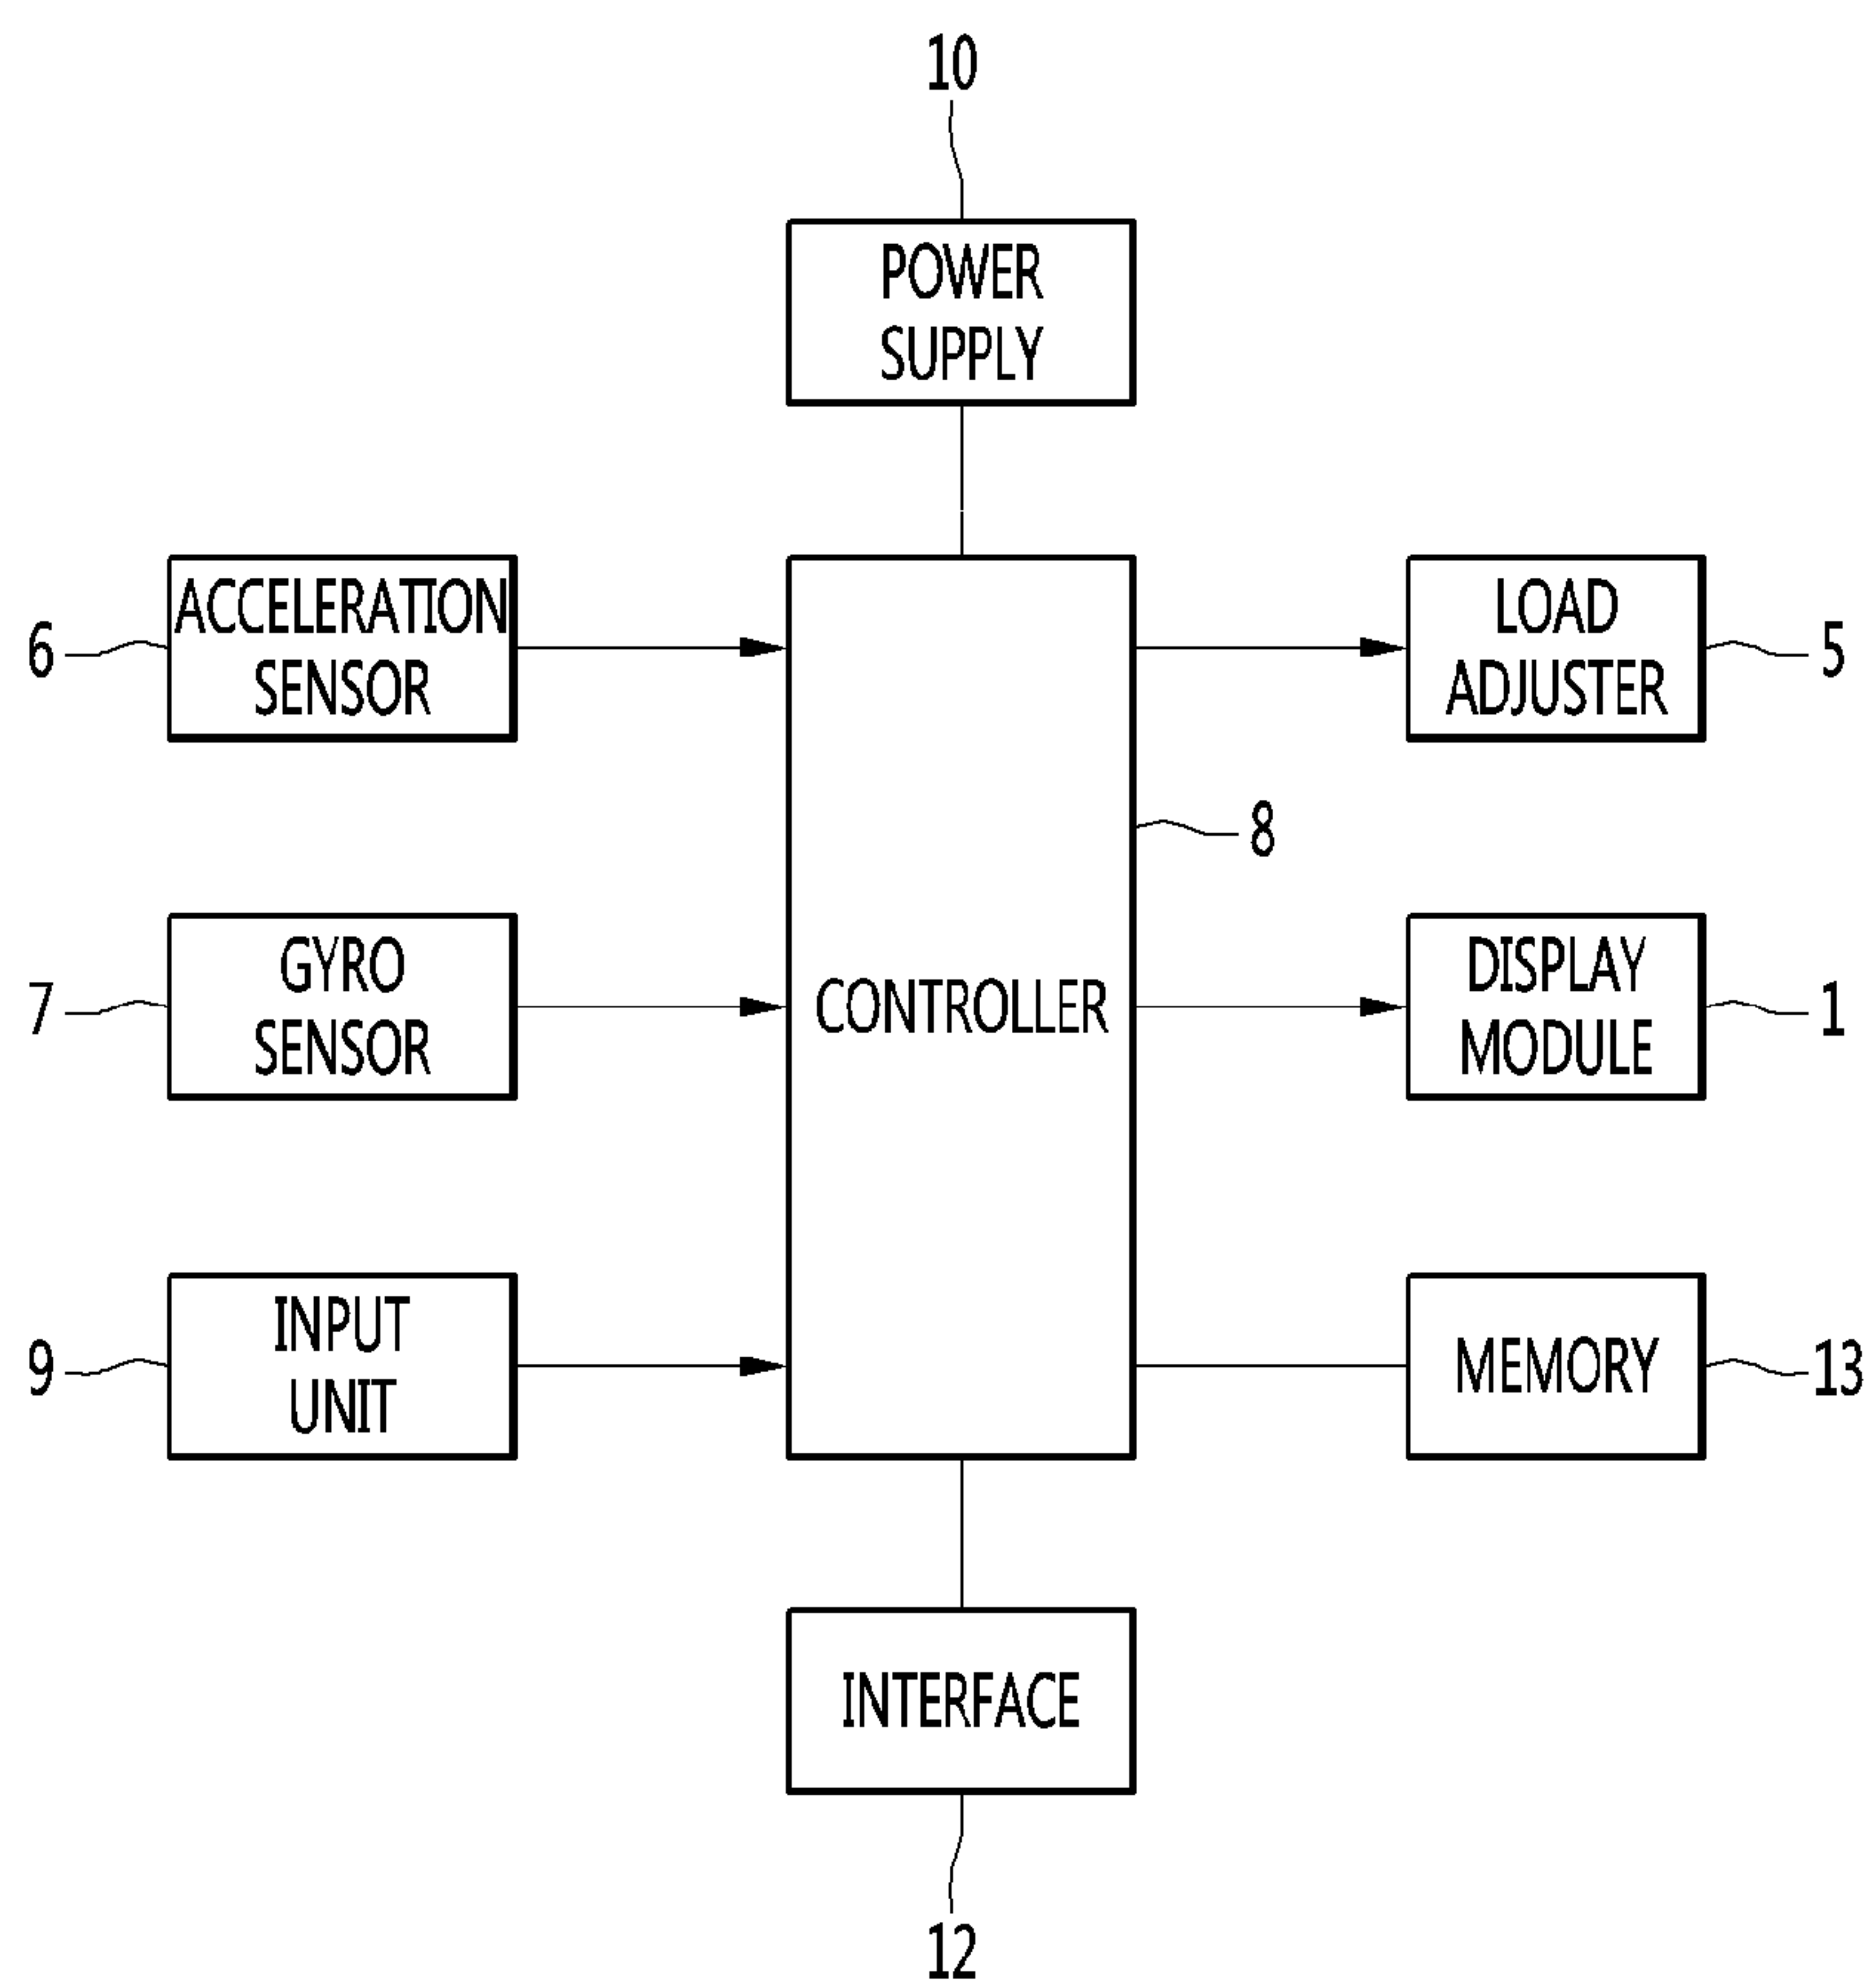 10
POWER
SUPPLY
ACCELERATION
SENSOR
6
LOAD
ADJUSTER
5
8
GYRO
SENSOR
7
CONTROLLER
DISPLAY
MODULE
1
INPUT
UNIT
9
MEMORY
13
INTERFACE
12